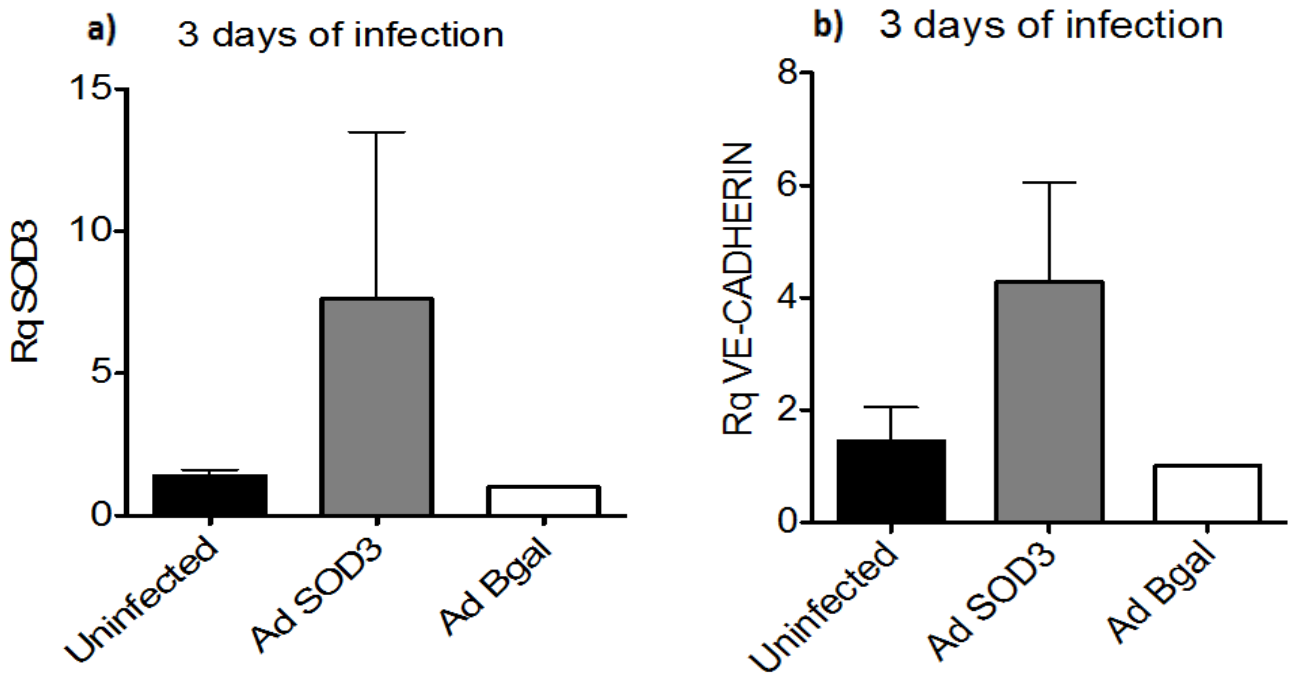 a) 3 days of infection
15
10
5
0
Rq SOD3
Uninfected
Ad SOD3
Ad Bgal
b) 3 days of infection
8
6
4
2
0
Rq VE-CADHERIN
Uninfected
Ad SOD3
Ad Bgal